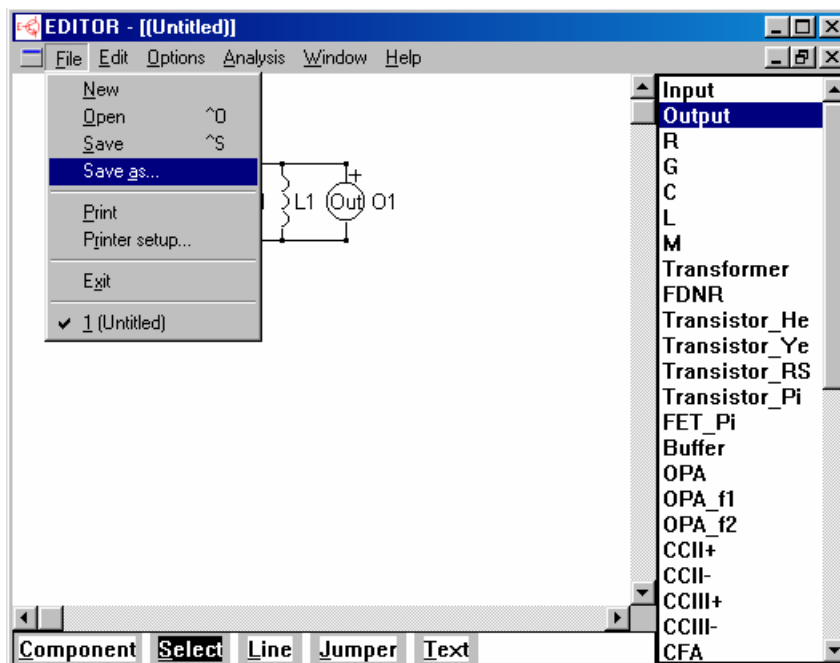 EDITOR - [(Untitled)]
File Edit Options Analysis Window Help
New
Open ^O
Save ^S
Save as...
Print
Printer setup...
Exit
✔ 1 (Untitled)
L1 Out + O1
Input
Output
R
G
C
L
M
Transformer
FDNR
Transistor_He
Transistor_Ye
Transistor_RS
Transistor_Pi
FET_Pi
Buffer
OPA
OPA_f1
OPA_f2
CCII+
CCII-
CCIII+
CCIII-
CFA
Component Select Line Jumper Text